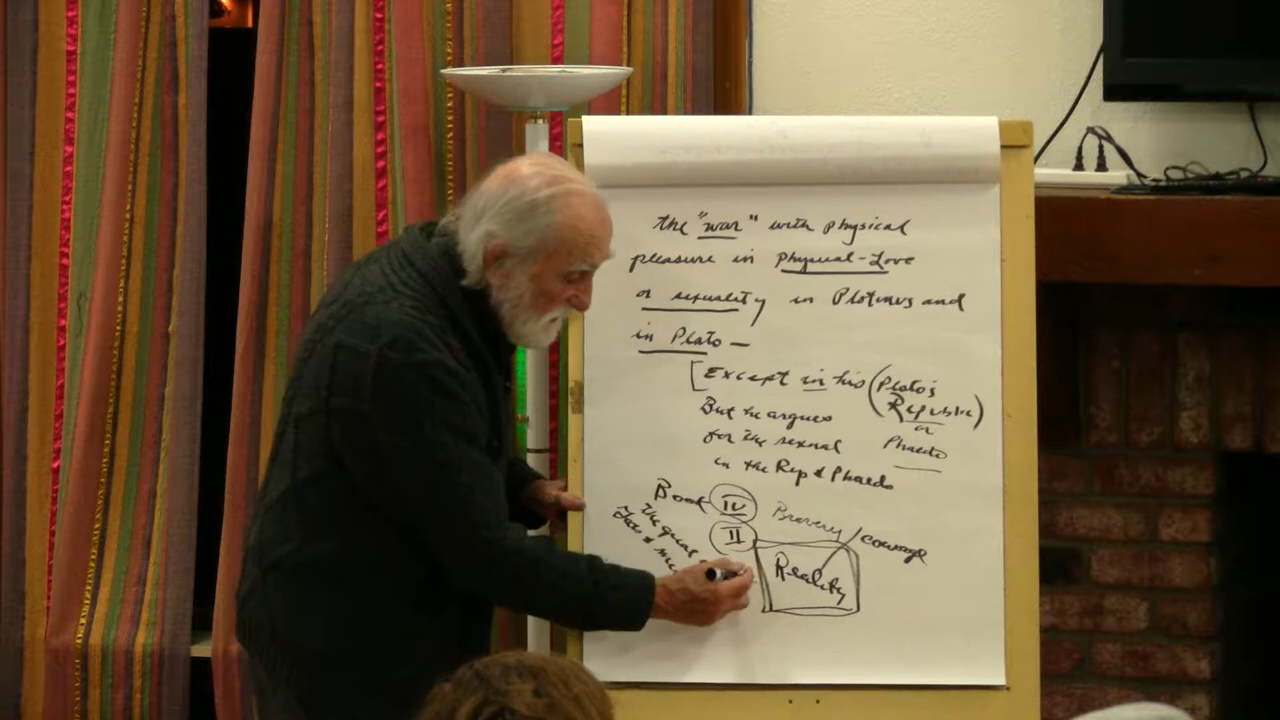 the "war" with physical
pleasure in physical-Love
or sexuality in Plotinus and
in Plato —
[Except in his (Plato's
Republic)
or
Phaedo
But he argues
for the sexual
in the Rep & Phaedo
Book IV
II
the
Bravery/courage
Reality